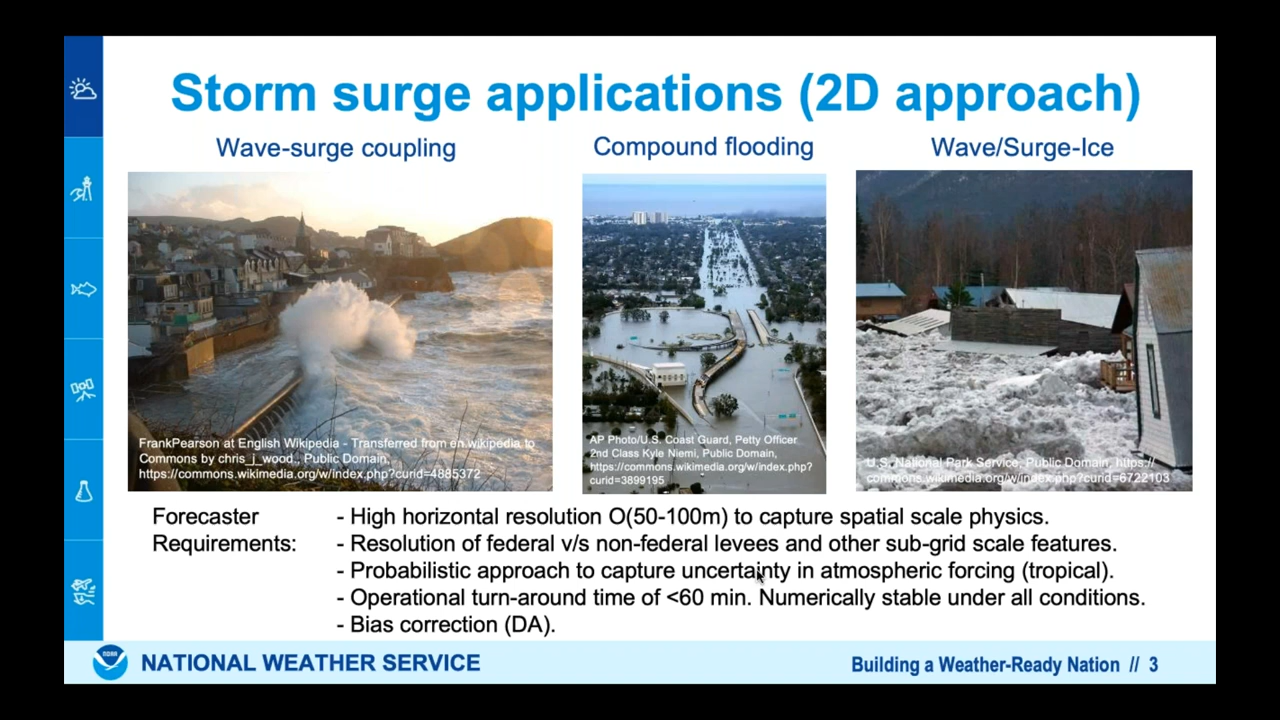 Storm surge applications (2D approach)
Wave-surge coupling
Compound flooding
Wave/Surge-Ice
FrankPearson at English Wikipedia - Transferred from en.wikipedia to
Commons by chris_j_wood., Public Domain,
https://commons.wikimedia.org/w/index.php?curid=4885372
AP Photo/U.S. Coast Guard, Petty Officer
2nd Class Kyle Niemi, Public Domain,
https://commons.wikimedia.org/w/index.php?
curid=3899195
U.S. National Park Service, Public Domain, https://
commons.wikimedia.org/w/index.php?curid=6722103
Forecaster
Requirements:
- High horizontal resolution O(50-100m) to capture spatial scale physics.
- Resolution of federal v/s non-federal levees and other sub-grid scale features.
- Probabilistic approach to capture uncertainty in atmospheric forcing (tropical).
- Operational turn-around time of <60 min. Numerically stable under all conditions.
- Bias correction (DA).
NOAA
NATIONAL WEATHER SERVICE
Building a Weather-Ready Nation // 3